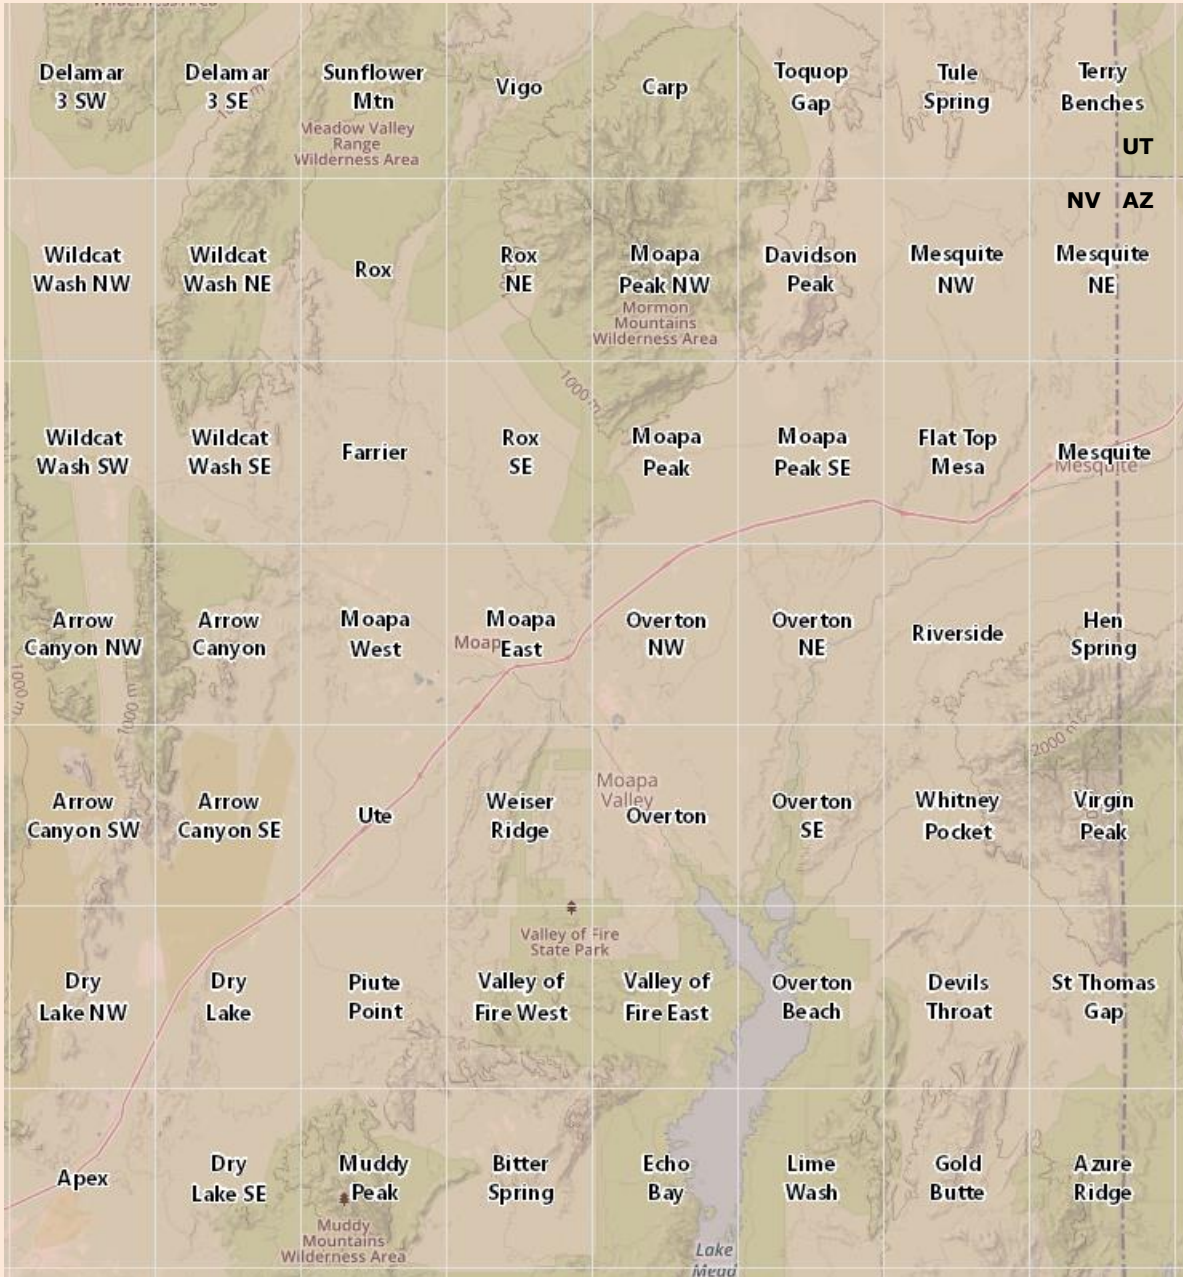 Wilderness Area
Delamar
3 SW
Delamar
3 SE
Sunflower
Mtn
Vigo
Carp
Toquop
Gap
Tule
Spring
Terry
Benches
Meadow Valley
Range
Wilderness Area
UT
NV
AZ
Wildcat
Wash NW
Wildcat
Wash NE
Rox
Rox
NE
Moapa
Peak NW
Davidson
Peak
Mesquite
NW
Mesquite
NE
Mormon
Mountains
Wilderness Area
1000 m
Wildcat
Wash SW
Wildcat
Wash SE
Farrier
Rox
SE
Moapa
Peak
Moapa
Peak SE
Flat Top
Mesa
Mesquite
Mesquite
Arrow
Canyon NW
Arrow
Canyon
Moapa
West
Moap
Moapa
East
Overton
NW
Overton
NE
Riverside
Hen
Spring
1000 m
1000 m
2000 m
Arrow
Canyon SW
Arrow
Canyon SE
Ute
Weiser
Ridge
Moapa
Valley
Overton
Overton
SE
Whitney
Pocket
Virgin
Peak
Valley of Fire
State Park
Dry
Lake NW
Dry
Lake
Piute
Point
Valley of
Fire West
Valley of
Fire East
Overton
Beach
Devils
Throat
St Thomas
Gap
Apex
Dry
Lake SE
Muddy
Peak
Bitter
Spring
Echo
Bay
Lime
Wash
Gold
Butte
Azure
Ridge
Muddy
Mountains
Wilderness Area
Lake
Mead